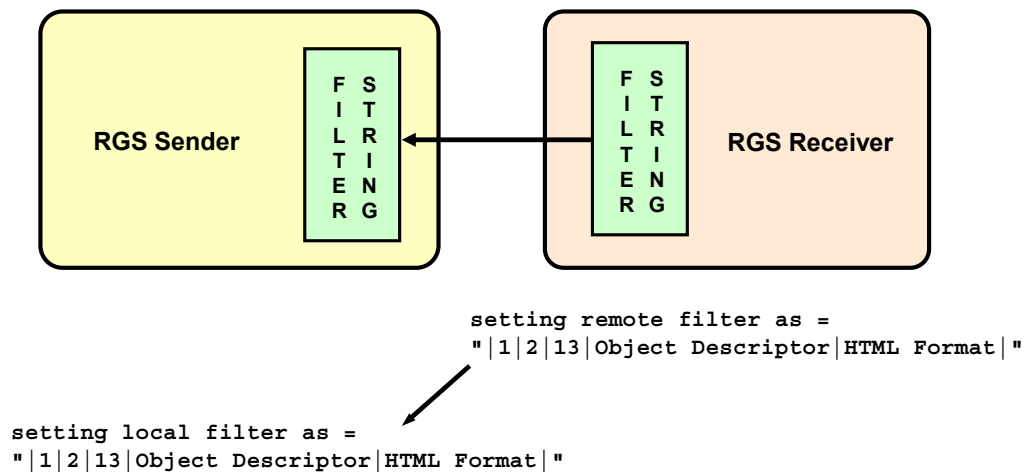 RGS Sender
FILTER
STRING
FILTER
STRING
RGS Receiver
setting remote filter as =
"|1|2|13|Object Descriptor|HTML Format|"
setting local filter as =
"|1|2|13|Object Descriptor|HTML Format|"